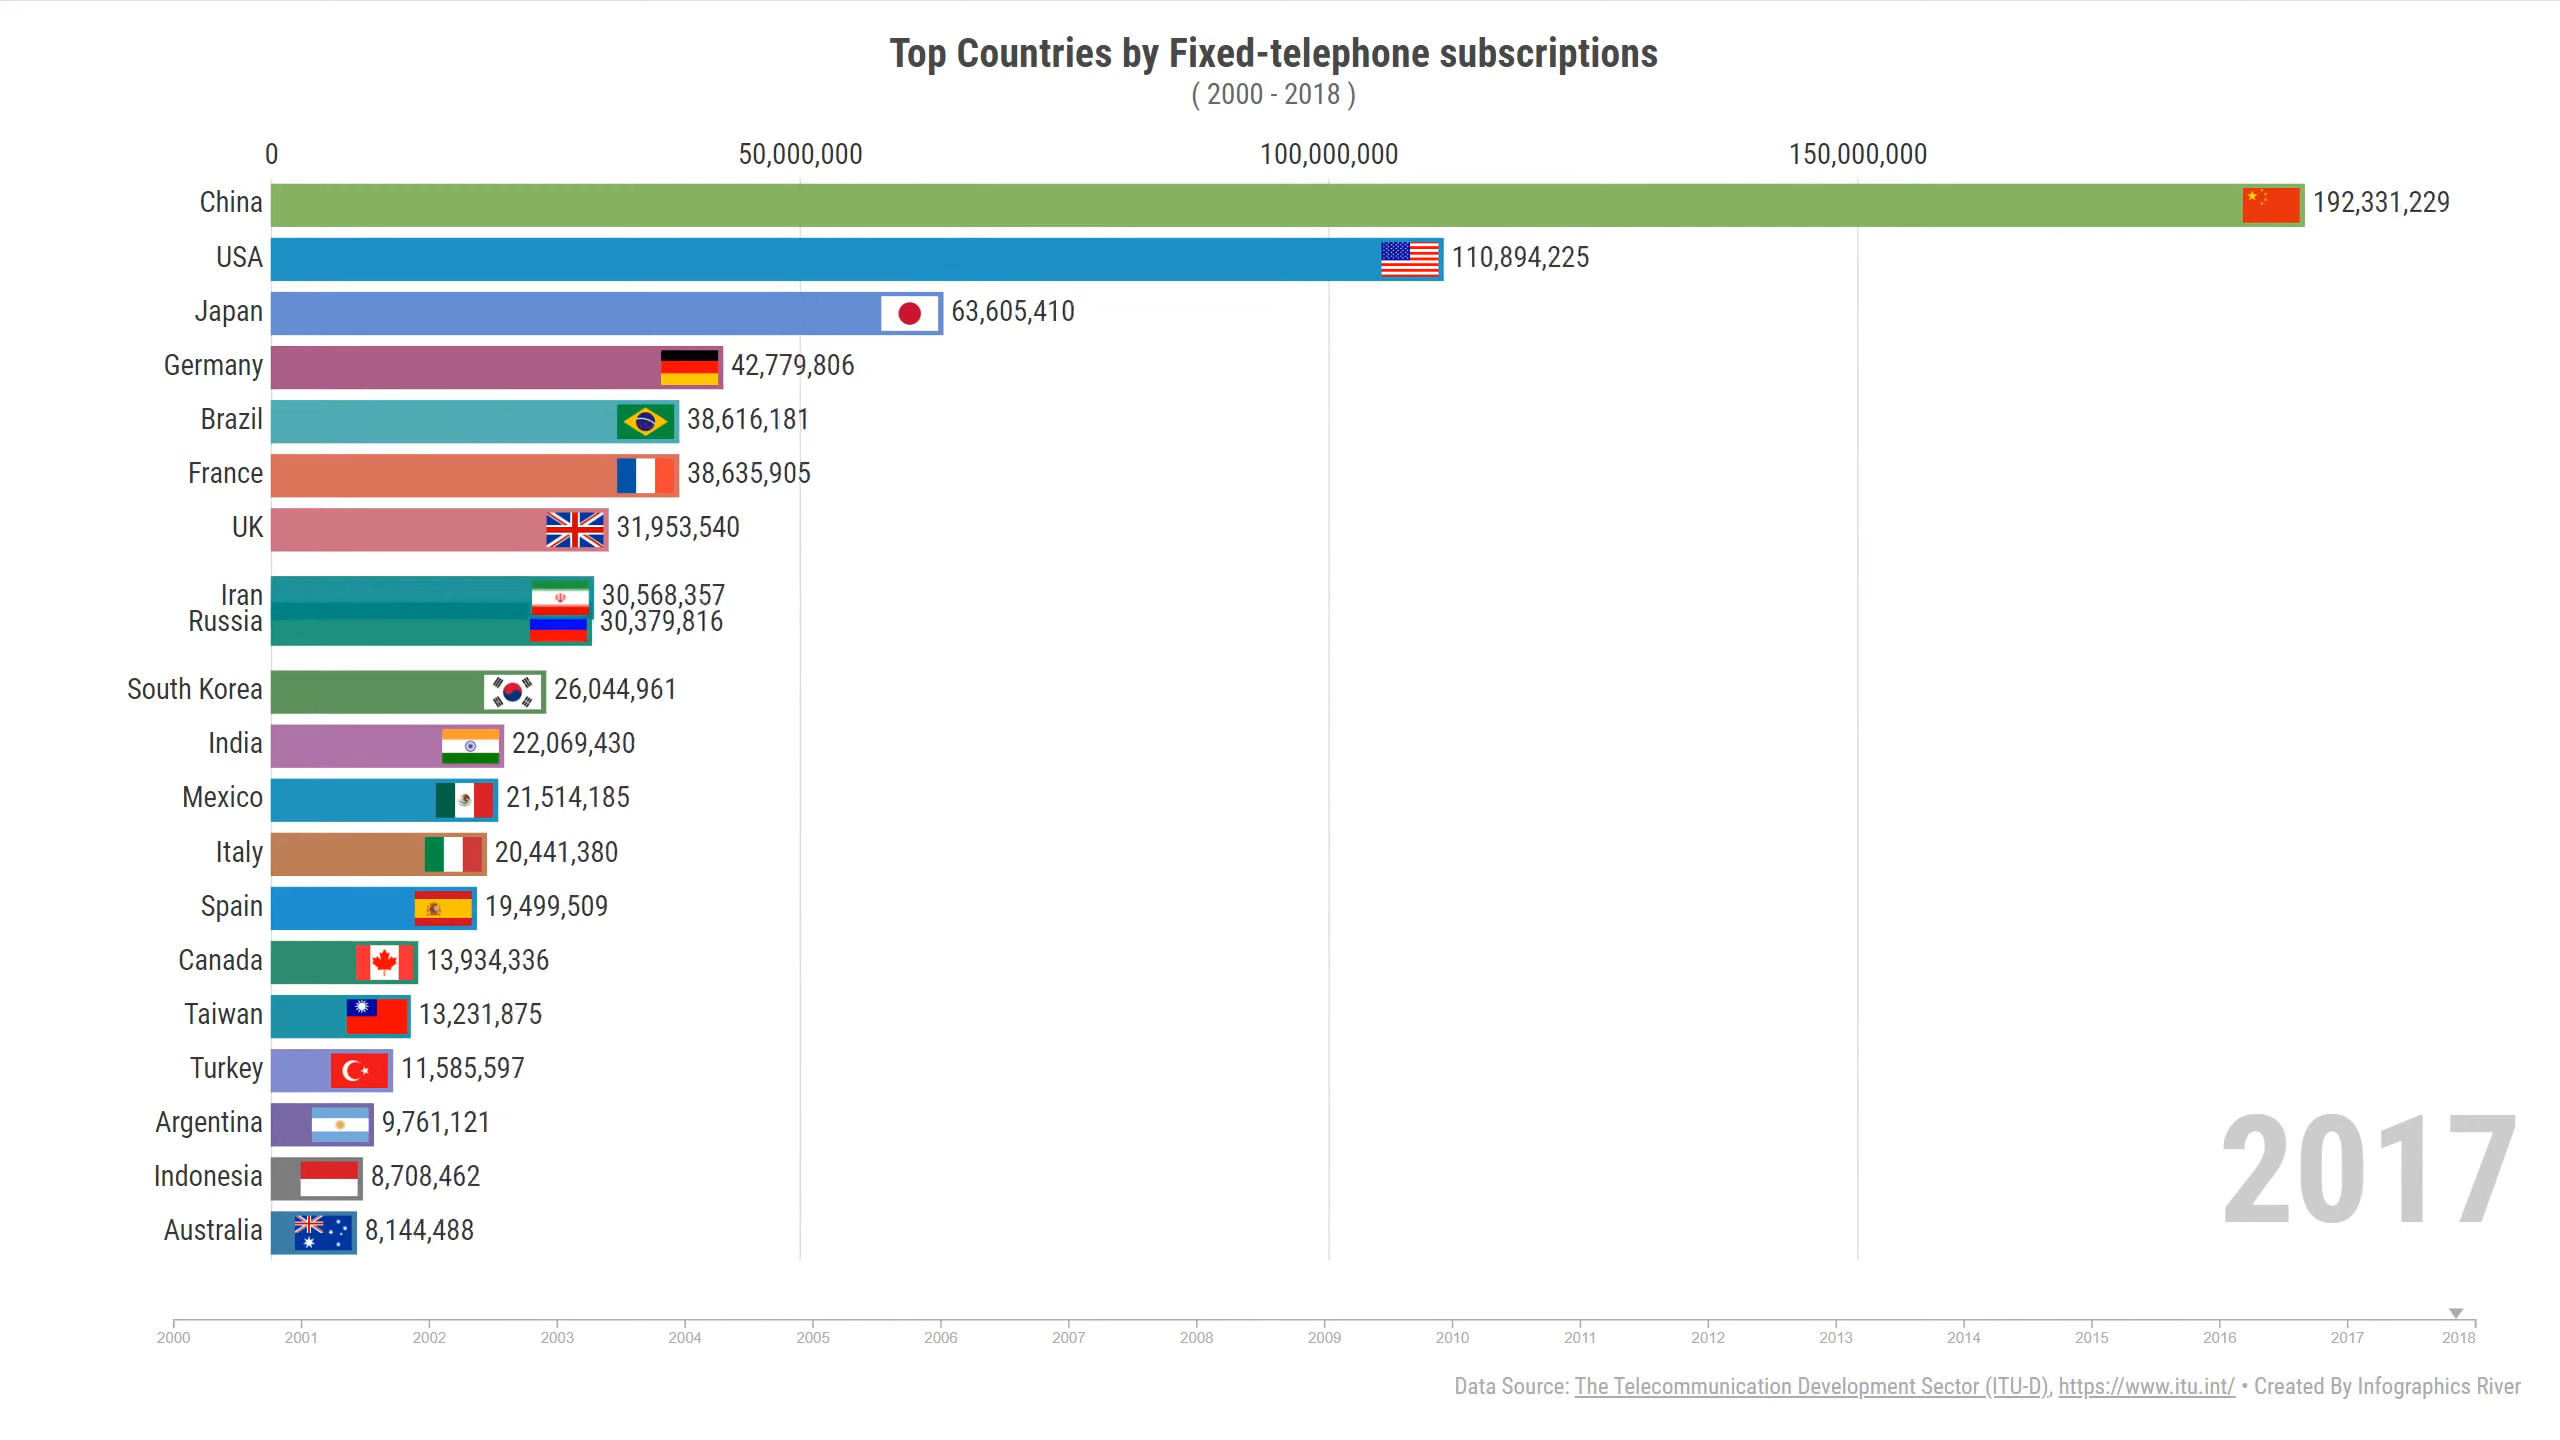 Top Countries by Fixed-telephone subscriptions
( 2000 - 2018 )
0 50,000,000 100,000,000 150,000,000
China 192,331,229
USA 110,894,225
Japan 63,605,410
Germany 42,779,806
Brazil 38,616,181
France 38,635,905
UK 31,953,540
Iran 30,568,357
Russia 30,379,816
South Korea 26,044,961
India 22,069,430
Mexico 21,514,185
Italy 20,441,380
Spain 19,499,509
Canada 13,934,336
Taiwan 13,231,875
Turkey 11,585,597
Argentina 9,761,121
Indonesia 8,708,462
Australia 8,144,488
2017
2000 2001 2002 2003 2004 2005 2006 2007 2008 2009 2010 2011 2012 2013 2014 2015 2016 2017 2018
Data Source: The Telecommunication Development Sector (ITU-D), https://www.itu.int/ • Created By Infographics River